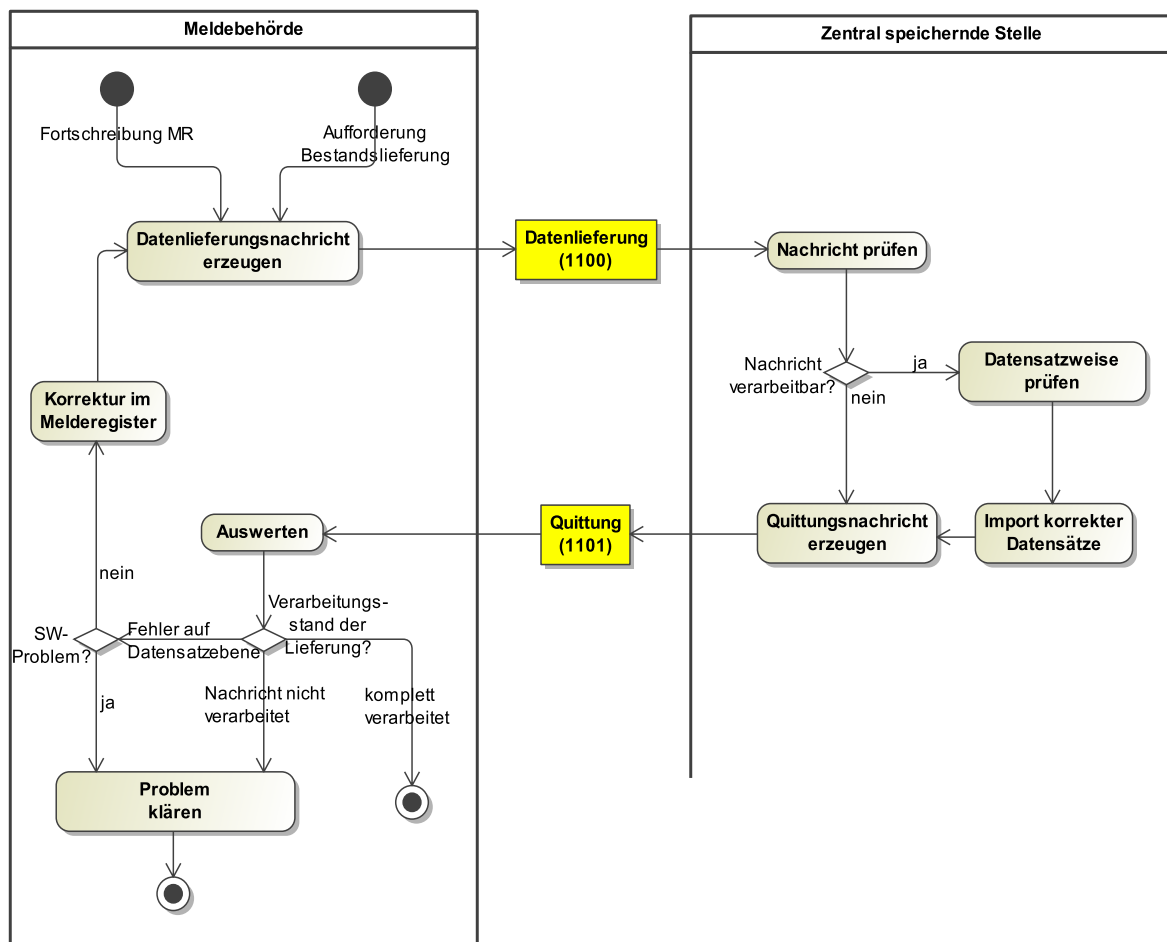 Meldebehörde
Zentral speichernde Stelle
Fortschreibung MR
Aufforderung
Bestandslieferung
Datenlieferungsnachricht
erzeugen
Datenlieferung
(1100)
Nachricht prüfen
Nachricht
verarbeitbar?
ja
nein
Datensatzweise
prüfen
Korrektur im
Melderegister
Auswerten
Quittung
(1101)
Quittungsnachricht
erzeugen
Import korrekter
Datensätze
nein
Verarbeitungs-
stand der
Lieferung?
SW-
Problem?
Fehler auf
Datensatzebene
ja
Nachricht nicht
verarbeitet
komplett
verarbeitet
Problem
klären